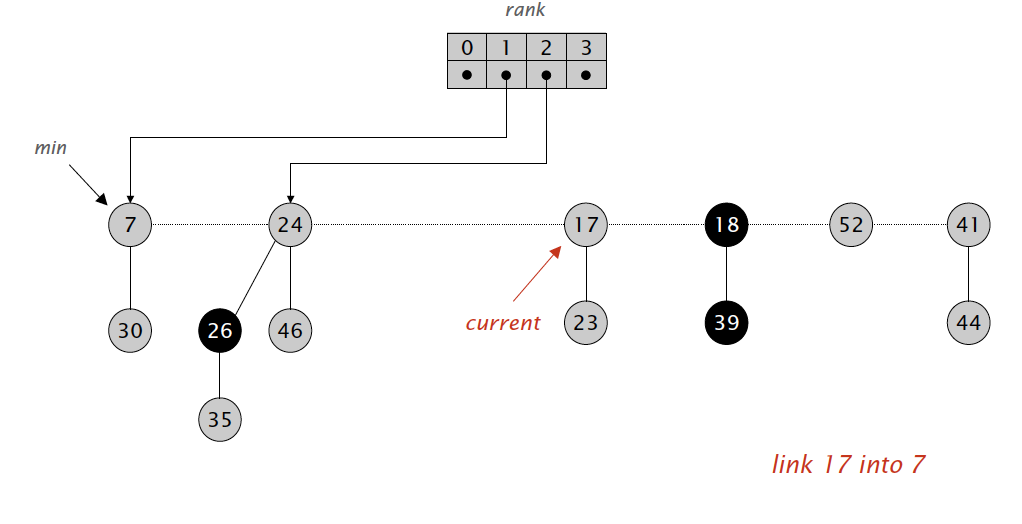 rank
0 1 2 3
min
7 24 17 18 52 41
30 26 46 current 23 39 44
35
link 17 into 7